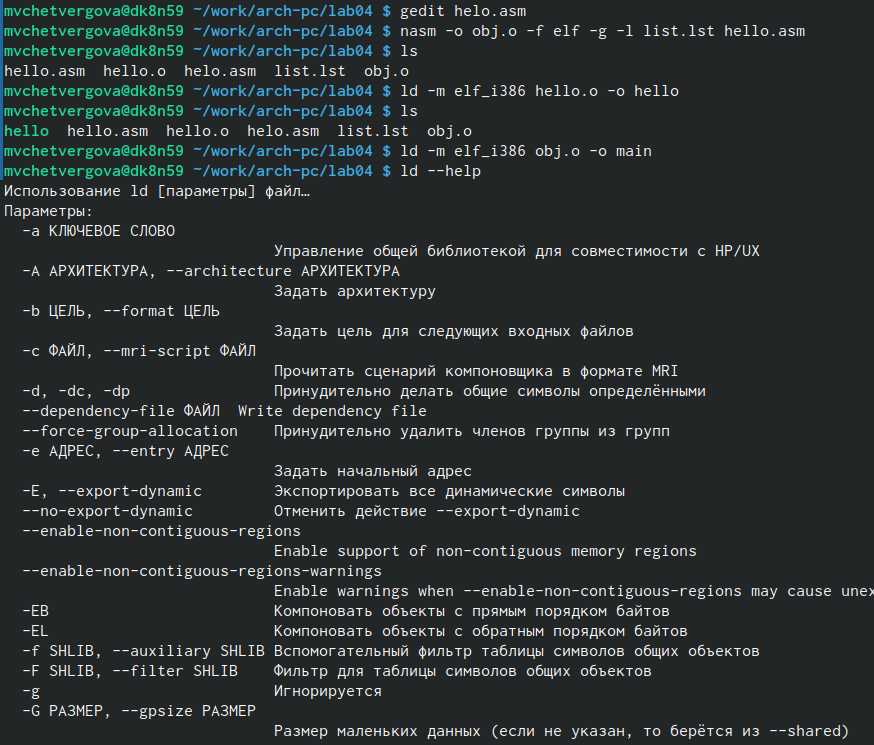 mvchetvergova@dk8n59 ~/work/arch-pc/lab04 $ gedit helo.asm
mvchetvergova@dk8n59 ~/work/arch-pc/lab04 $ nasm -o obj.o -f elf -g -l list.lst hello.asm
mvchetvergova@dk8n59 ~/work/arch-pc/lab04 $ ls
hello.asm  hello.o  helo.asm  list.lst  obj.o
mvchetvergova@dk8n59 ~/work/arch-pc/lab04 $ ld -m elf_i386 hello.o -o hello
mvchetvergova@dk8n59 ~/work/arch-pc/lab04 $ ls
hello  hello.asm  hello.o  helo.asm  list.lst  obj.o
mvchetvergova@dk8n59 ~/work/arch-pc/lab04 $ ld -m elf_i386 obj.o -o main
mvchetvergova@dk8n59 ~/work/arch-pc/lab04 $ ld --help
Использование ld [параметры] файл…
Параметры:
  -a КЛЮЧЕВОЕ СЛОВО
                              Управление общей библиотекой для совместимости с HP/UX
  -A АРХИТЕКТУРА, --architecture АРХИТЕКТУРА
                              Задать архитектуру
  -b ЦЕЛЬ, --format ЦЕЛЬ
                              Задать цель для следующих входных файлов
  -c ФАЙЛ, --mri-script ФАЙЛ
                              Прочитать сценарий компоновщика в формате MRI
  -d, -dc, -dp                Принудительно делать общие символы определёнными
  --dependency-file ФАЙЛ  Write dependency file
  --force-group-allocation    Принудительно удалить членов группы из групп
  -e АДРЕС, --entry АДРЕС
                              Задать начальный адрес
  -E, --export-dynamic        Экспортировать все динамические символы
  --no-export-dynamic         Отменить действие --export-dynamic
  --enable-non-contiguous-regions
                              Enable support of non-contiguous memory regions
  --enable-non-contiguous-regions-warnings
                              Enable warnings when --enable-non-contiguous-regions may cause unex
  -EB                         Компоновать объекты с прямым порядком байтов
  -EL                         Компоновать объекты с обратным порядком байтов
  -f SHLIB, --auxiliary SHLIB Вспомогательный фильтр таблицы символов общих объектов
  -F SHLIB, --filter SHLIB    Фильтр для таблицы символов общих объектов
  -g                          Игнорируется
  -G РАЗМЕР, --gpsize РАЗМЕР
                              Размер маленьких данных (если не указан, то берётся из --shared)